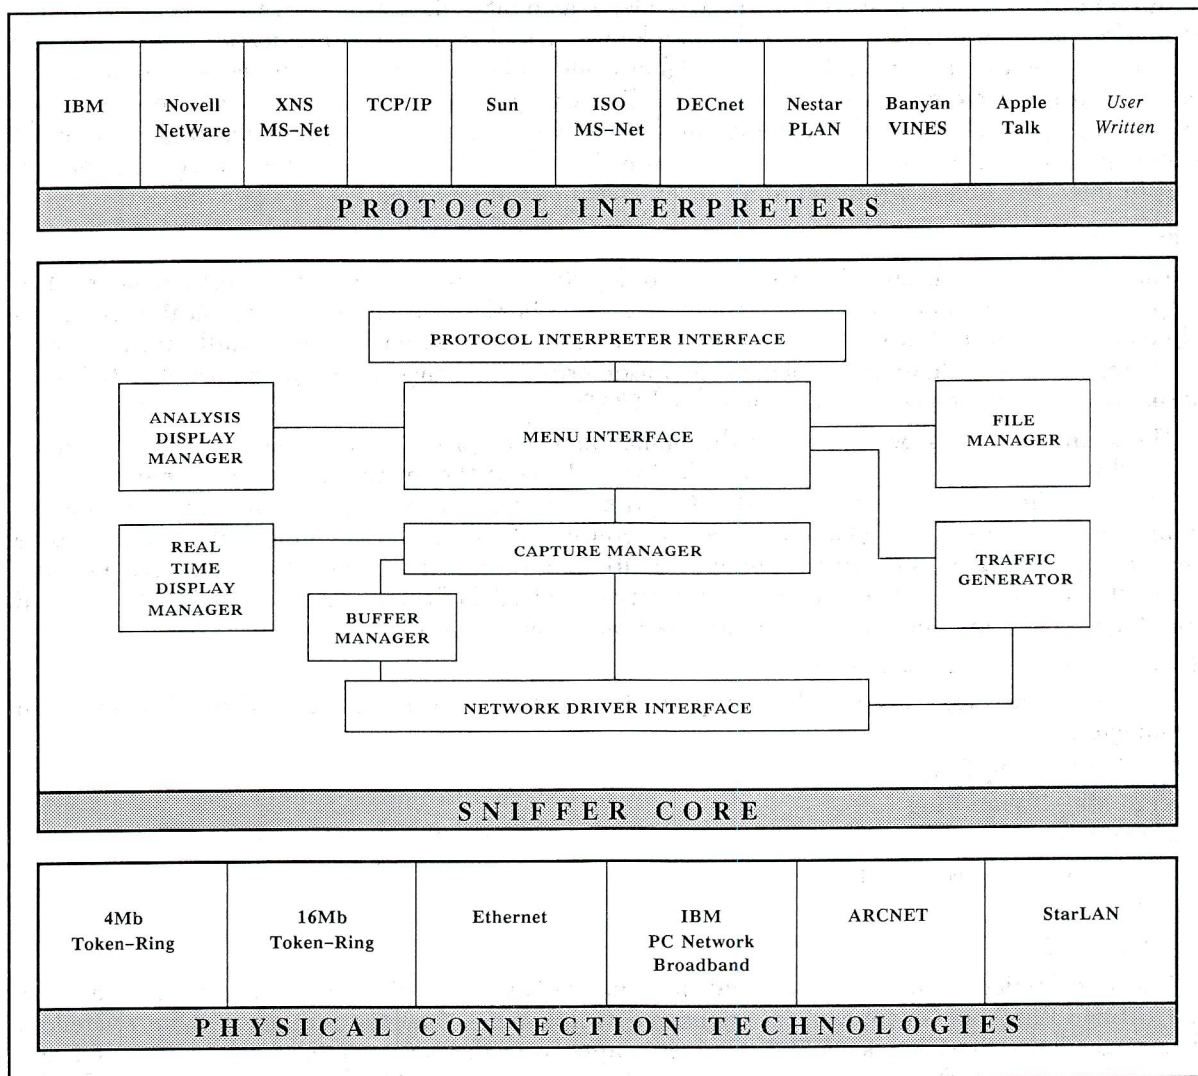 IBM
Novell
NetWare
XNS
MS-Net
TCP/IP
Sun
ISO
MS-Net
DECnet
Nestar
PLAN
Banyan
VINES
Apple
Talk
User
Written
PROTOCOL INTERPRETERS
PROTOCOL INTERPRETER INTERFACE
ANALYSIS
DISPLAY
MANAGER
MENU INTERFACE
FILE
MANAGER
REAL
TIME
DISPLAY
MANAGER
CAPTURE MANAGER
TRAFFIC
GENERATOR
BUFFER
MANAGER
NETWORK DRIVER INTERFACE
SNIFFER CORE
4Mb
Token-Ring
16Mb
Token-Ring
Ethernet
IBM
PC Network
Broadband
ARCNET
StarLAN
PHYSICAL CONNECTION TECHNOLOGIES